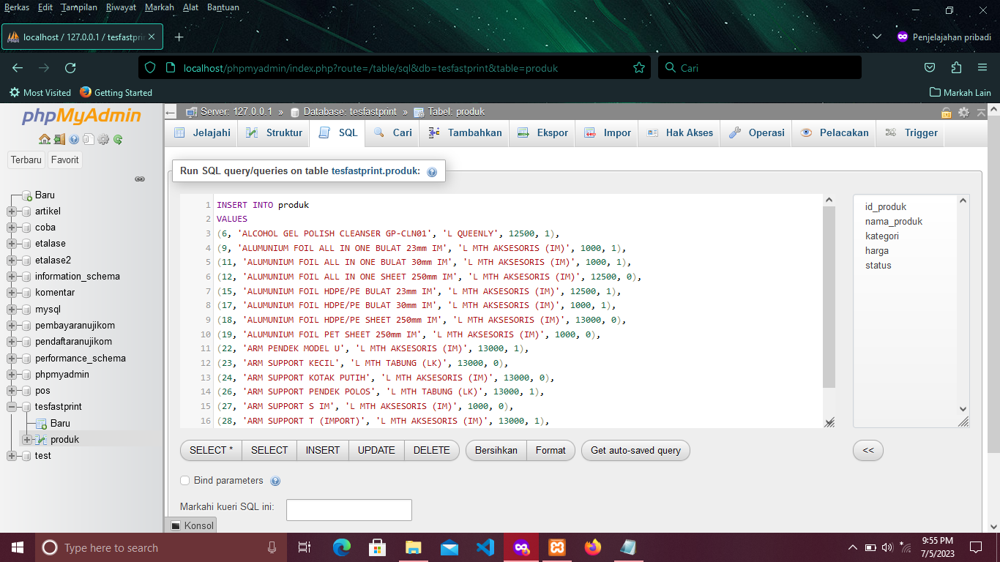 Berkas Edit Tampilan Riwayat Markah Alat Bantuan
localhost / 127.0.0.1 / tesfastprin
Penjelajahan pribadi
localhost/phpmyadmin/index.php?route=/table/sql&db=tesfastprint&table=produk
Cari
Most Visited Getting Started
Markah Lain
phpMyAdmin
Terbaru Favorit
Baru
artikel
coba
etalase
etalase2
information_schema
komentar
mysql
pembayaranujikom
pendaftaranujikom
performance_schema
phpmyadmin
pos
tesfastprint
Baru
produk
test
Server: 127.0.0.1 » Database: tesfastprint » Tabel: produk
Jelajahi Struktur SQL Cari Tambahkan Ekspor Impor Hak Akses Operasi Pelacakan Trigger
Run SQL query/queries on table tesfastprint.produk:
1 INSERT INTO produk
2 VALUES
3 (6, 'ALCOHOL GEL POLISH CLEANSER GP-CLN01', 'L QUEENLY', 12500, 1),
4 (9, 'ALUMUNIUM FOIL ALL IN ONE BULAT 23mm IM', 'L MTH AKSESORIS (IM)', 1000, 1),
5 (11, 'ALUMUNIUM FOIL ALL IN ONE BULAT 30mm IM', 'L MTH AKSESORIS (IM)', 1000, 1),
6 (12, 'ALUMUNIUM FOIL ALL IN ONE SHEET 250mm IM', 'L MTH AKSESORIS (IM)', 12500, 0),
7 (15, 'ALUMUNIUM FOIL HDPE/PE BULAT 23mm IM', 'L MTH AKSESORIS (IM)', 12500, 1),
8 (17, 'ALUMUNIUM FOIL HDPE/PE BULAT 30mm IM', 'L MTH AKSESORIS (IM)', 1000, 1),
9 (18, 'ALUMUNIUM FOIL HDPE/PE SHEET 250mm IM', 'L MTH AKSESORIS (IM)', 13000, 0),
10 (19, 'ALUMUNIUM FOIL PET SHEET 250mm IM', 'L MTH AKSESORIS (IM)', 1000, 0),
11 (22, 'ARM PENDEK MODEL U', 'L MTH AKSESORIS (IM)', 13000, 1),
12 (23, 'ARM SUPPORT KECIL', 'L MTH TABUNG (LK)', 13000, 0),
13 (24, 'ARM SUPPORT KOTAK PUTIH', 'L MTH AKSESORIS (IM)', 13000, 0),
14 (26, 'ARM SUPPORT PENDEK POLOS', 'L MTH TABUNG (LK)', 13000, 1),
15 (27, 'ARM SUPPORT S IM', 'L MTH AKSESORIS (IM)', 1000, 0),
16 (28, 'ARM SUPPORT T (IMPORT)', 'L MTH AKSESORIS (IM)', 13000, 1),
id_produk
nama_produk
kategori
harga
status
SELECT * SELECT INSERT UPDATE DELETE Bersihkan Format Get auto-saved query <<
Bind parameters
Markahi kueri SQL ini:
Konsol
Type here to search
9:55 PM
7/5/2023